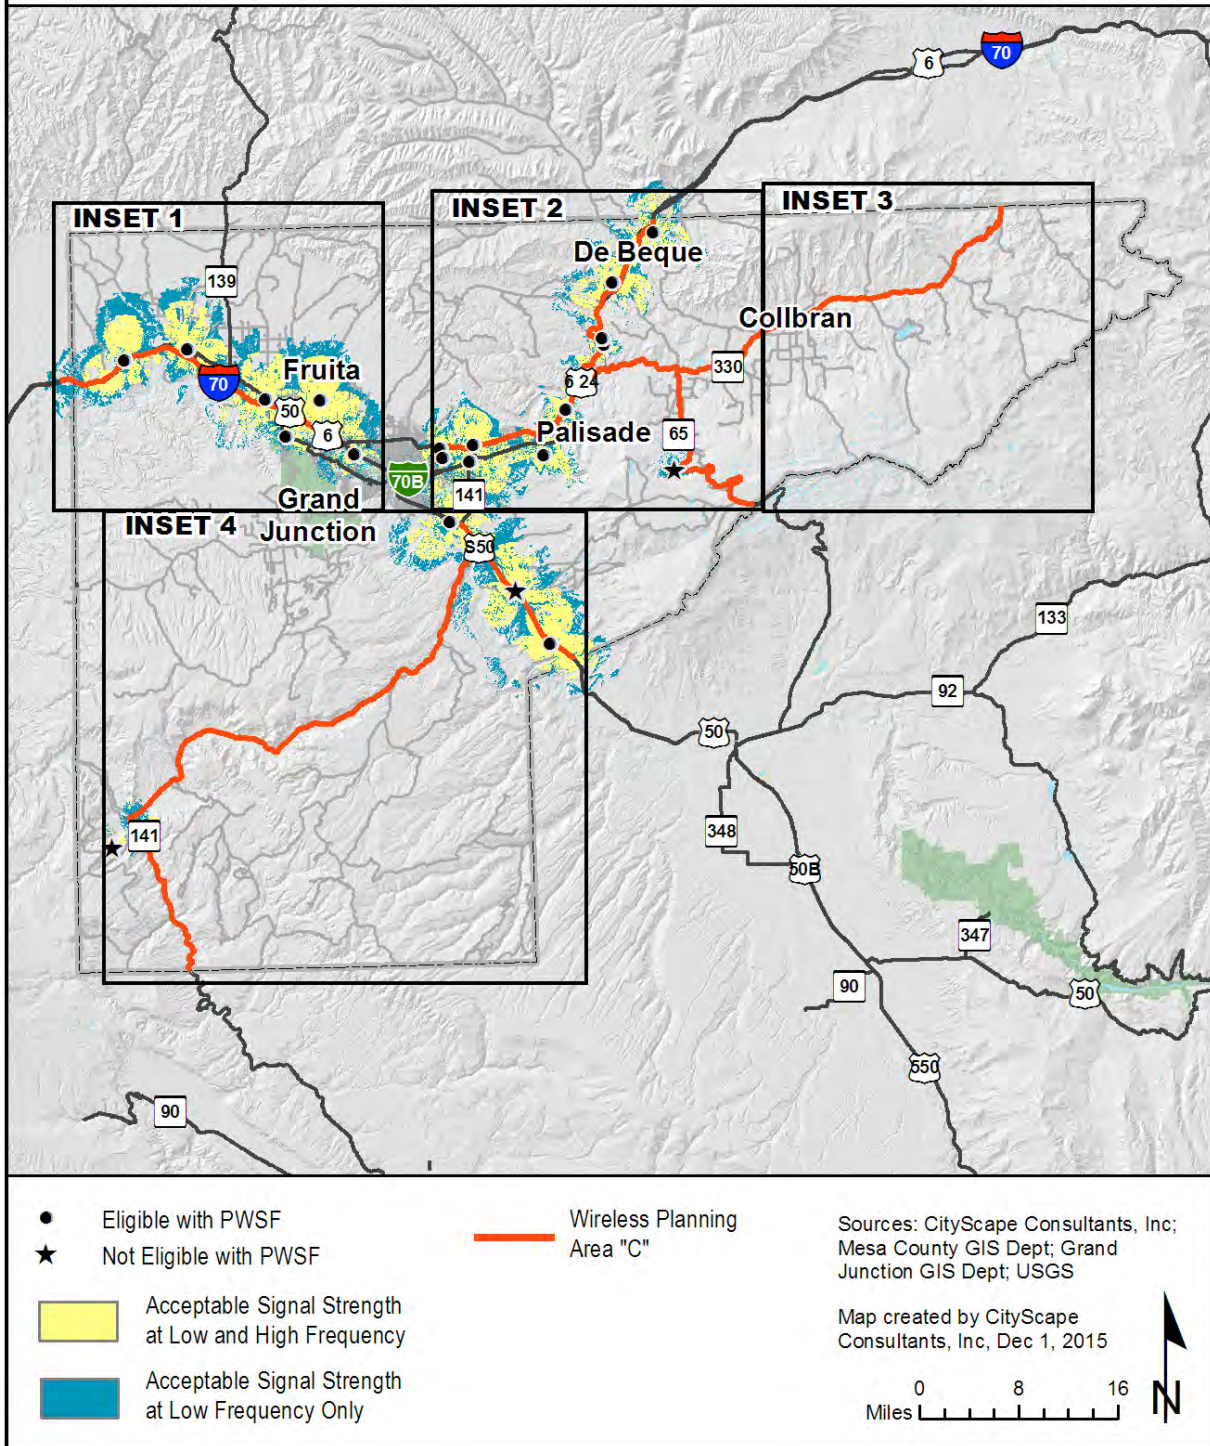 6
70
INSET 1
INSET 2
INSET 3
De Beque
139
Collbran
Fruita
70
50
6
6 24
330
Palisade
65
70B
141
Grand
Junction
INSET 4
S50
133
92
50
141
348
50B
347
90
50
550
90
Eligible with PWSF
Not Eligible with PWSF
Acceptable Signal Strength
at Low and High Frequency
Acceptable Signal Strength
at Low Frequency Only
Wireless Planning
Area "C"
Sources: CityScape Consultants, Inc;
Mesa County GIS Dept; Grand
Junction GIS Dept; USGS
Map created by CityScape
Consultants, Inc, Dec 1, 2015
0 8 16
Miles
N